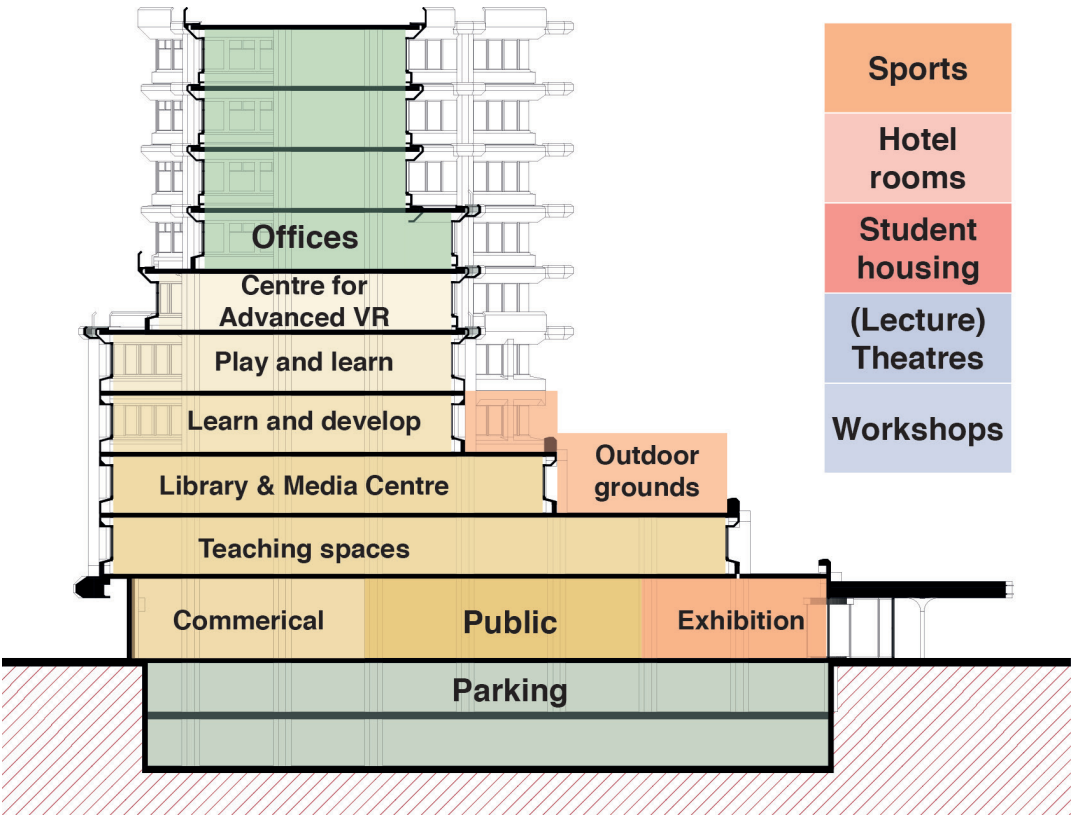 Offices
Centre for
Advanced VR
Play and learn
Learn and develop
Library & Media Centre
Outdoor
grounds
Teaching spaces
Commerical
Public
Exhibition
Parking
Sports
Hotel
rooms
Student
housing
(Lecture)
Theatres
Workshops